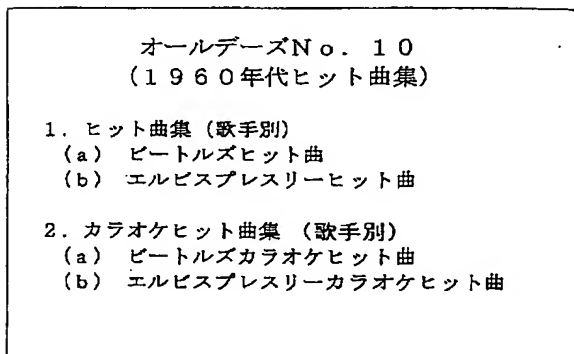 オールデーズNo. 10
(1960年代ヒット曲集)
1. ヒット曲集 (歌手別)
(a) ビートルズヒット曲
(b) エルビスプレスリーヒット曲
2. カラオケヒット曲集 (歌手別)
(a) ビートルズカラオケヒット曲
(b) エルビスプレスリーカラオケヒット曲